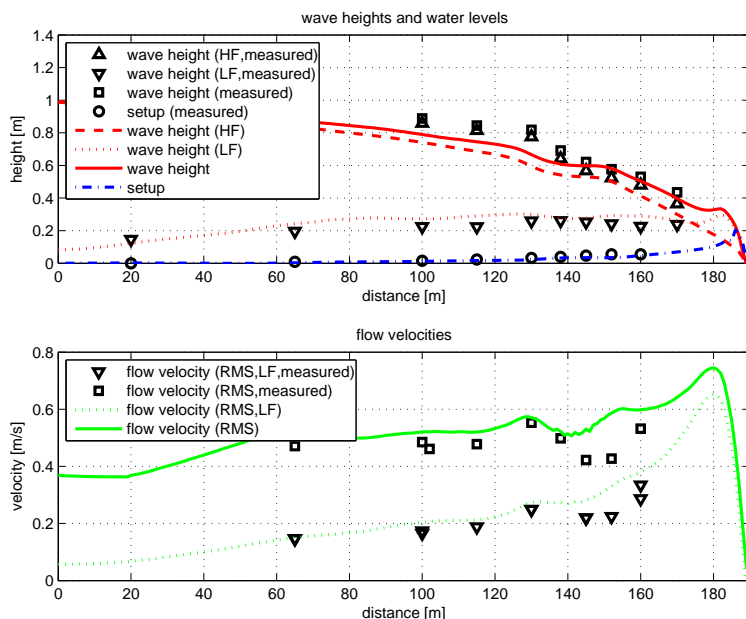 wave heights and water levels
1.4
1.2
1
0.8
0.6
0.4
0.2
0
height [m]
wave height (HF,measured)
wave height (LF,measured)
wave height (measured)
setup (measured)
wave height (HF)
wave height (LF)
wave height
setup
0 20 40 60 80 100 120 140 160 180
distance [m]
flow velocities
0.8
0.6
0.4
0.2
0
velocity [m/s]
flow velocity (RMS,LF,measured)
flow velocity (RMS,measured)
flow velocity (RMS,LF)
flow velocity (RMS)
0 20 40 60 80 100 120 140 160 180
distance [m]